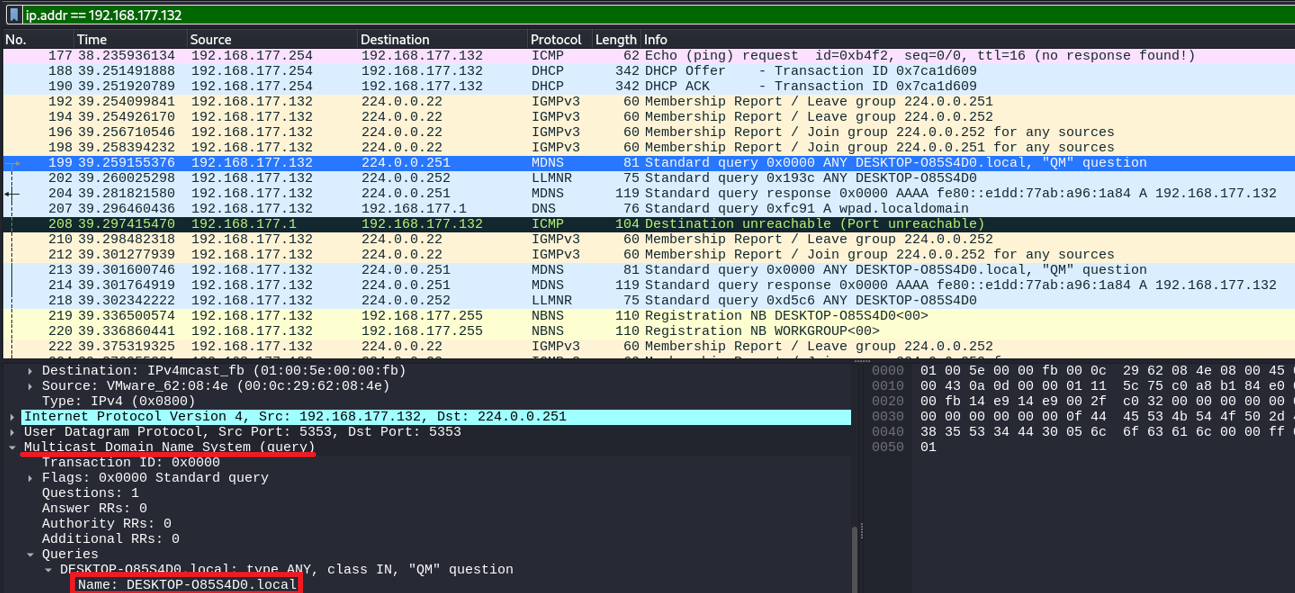 ip.addr == 192.168.177.132
No. Time Source Destination Protocol Length Info
177 38.235936134 192.168.177.254 192.168.177.132 ICMP 62 Echo (ping) request id=0xb4f2, seq=0/0, ttl=16 (no response found!)
188 39.251491888 192.168.177.254 192.168.177.132 DHCP 342 DHCP Offer - Transaction ID 0x7ca1d609
190 39.251920789 192.168.177.254 192.168.177.132 DHCP 342 DHCP ACK - Transaction ID 0x7ca1d609
192 39.254099841 192.168.177.132 224.0.0.22 IGMPv3 60 Membership Report / Leave group 224.0.0.251
194 39.254926170 192.168.177.132 224.0.0.22 IGMPv3 60 Membership Report / Leave group 224.0.0.252
196 39.256710546 192.168.177.132 224.0.0.22 IGMPv3 60 Membership Report / Join group 224.0.0.252 for any sources
198 39.258394232 192.168.177.132 224.0.0.22 IGMPv3 60 Membership Report / Join group 224.0.0.251 for any sources
199 39.259155376 192.168.177.132 224.0.0.251 MDNS 81 Standard query 0x0000 ANY DESKTOP-O85S4D0.local, "QM" question
202 39.260025298 192.168.177.132 224.0.0.252 LLMNR 75 Standard query 0x193c ANY DESKTOP-O85S4D0
204 39.281821580 192.168.177.132 224.0.0.251 MDNS 119 Standard query response 0x0000 AAAA fe80::e1dd:77ab:a96:1a84 A 192.168.177.132
207 39.296460436 192.168.177.132 192.168.177.1 DNS 76 Standard query 0xfc91 A wpad.localdomain
208 39.297415470 192.168.177.1 192.168.177.132 ICMP 104 Destination unreachable (Port unreachable)
210 39.298482318 192.168.177.132 224.0.0.22 IGMPv3 60 Membership Report / Leave group 224.0.0.252
212 39.301277939 192.168.177.132 224.0.0.22 IGMPv3 60 Membership Report / Join group 224.0.0.252 for any sources
213 39.301600746 192.168.177.132 224.0.0.251 MDNS 81 Standard query 0x0000 ANY DESKTOP-O85S4D0.local, "QM" question
214 39.301764919 192.168.177.132 224.0.0.251 MDNS 119 Standard query response 0x0000 AAAA fe80::e1dd:77ab:a96:1a84 A 192.168.177.132
218 39.302342222 192.168.177.132 224.0.0.252 LLMNR 75 Standard query 0xd5c6 ANY DESKTOP-O85S4D0
219 39.336500574 192.168.177.132 192.168.177.255 NBNS 110 Registration NB DESKTOP-O85S4D0<00>
220 39.336860441 192.168.177.132 192.168.177.255 NBNS 110 Registration NB WORKGROUP<00>
222 39.375319325 192.168.177.132 224.0.0.22 IGMPv3 60 Membership Report / Leave group 224.0.0.252
Destination: IPv4mcast_fb (01:00:5e:00:00:fb)
Source: VMware_62:08:4e (00:0c:29:62:08:4e)
Type: IPv4 (0x0800)
Internet Protocol Version 4, Src: 192.168.177.132, Dst: 224.0.0.251
User Datagram Protocol, Src Port: 5353, Dst Port: 5353
Multicast Domain Name System (query)
Transaction ID: 0x0000
Flags: 0x0000 Standard query
Questions: 1
Answer RRs: 0
Authority RRs: 0
Additional RRs: 0
Queries
DESKTOP-O85S4D0.local: type ANY, class IN, "QM" question
Name: DESKTOP-O85S4D0.local
0000 01 00 5e 00 00 fb 00 0c 29 62 08 4e 08 00 45
0010 00 43 0a 0d 00 00 01 11 5c 75 c0 a8 b1 84 e0
0020 00 fb 14 e9 14 e9 00 2f c0 32 00 00 00 00 00
0030 00 00 00 00 00 00 0f 44 45 53 4b 54 4f 50 2d
0040 38 35 53 34 44 30 05 6c 6f 63 61 6c 00 00 ff
0050 01